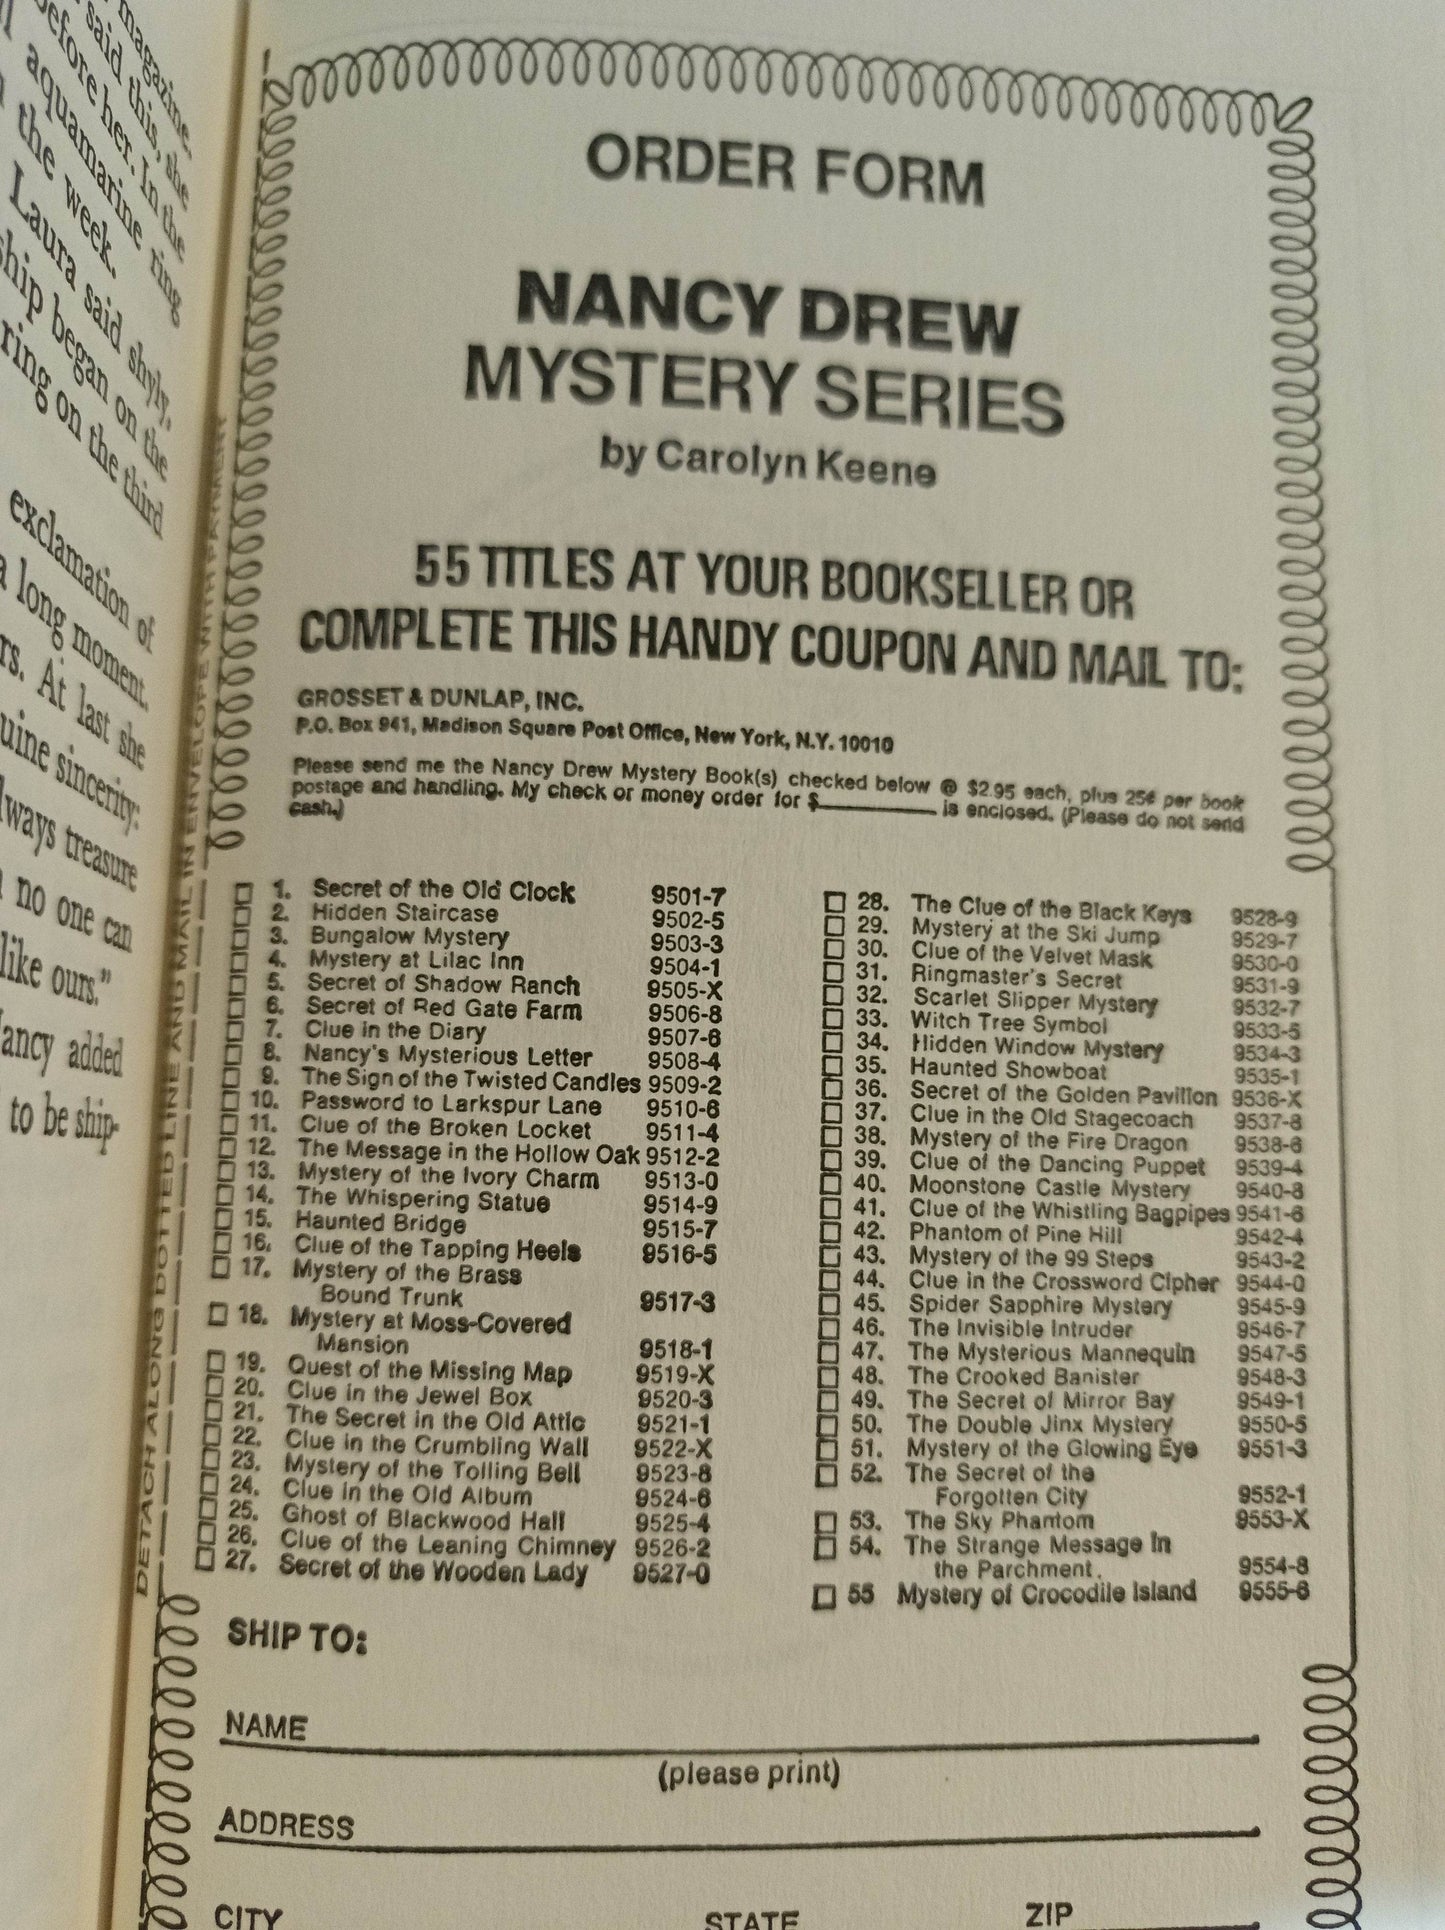 magazine.
said this, she
before her. In the
aquamarine ring
the week.
Laura said shyly,
ship began on the
ring on the third
exclamation of
a long moment.
rs. At last she
uine sincerity:
lways treasure
no one can
like ours."
ancy added
to be ship-
DETACH ALONG DOTTED LINE AND MAIL IN ENVELOPE WITH PAYMENT
ORDER FORM
NANCY DREW
MYSTERY SERIES
by Carolyn Keene
55 TITLES AT YOUR BOOKSELLER OR
COMPLETE THIS HANDY COUPON AND MAIL TO:
GROSSET & DUNLAP, INC.
P.O. Box 941, Madison Square Post Office, New York, N.Y. 10010
Please send me the Nancy Drew Mystery Book(s) checked below @ $2.95 each, plus 25¢ per book
postage and handling. My check or money order for $ is enclosed. (Please do not send
cash.)
1. Secret of the Old Clock 9501-7
2. Hidden Staircase 9502-5
3. Bungalow Mystery 9503-3
4. Mystery at Lilac Inn 9504-1
5. Secret of Shadow Ranch 9505-X
6. Secret of Red Gate Farm 9506-8
7. Clue in the Diary 9507-6
8. Nancy's Mysterious Letter 9508-4
9. The Sign of the Twisted Candles 9509-2
10. Password to Larkspur Lane 9510-6
11. Clue of the Broken Locket 9511-4
12. The Message in the Hollow Oak 9512-2
13. Mystery of the Ivory Charm 9513-0
14. The Whispering Statue 9514-9
15. Haunted Bridge 9515-7
16. Clue of the Tapping Heels 9516-5
17. Mystery of the Brass
Bound Trunk 9517-3
18. Mystery at Moss-Covered
Mansion 9518-1
19. Quest of the Missing Map 9519-X
20. Clue in the Jewel Box 9520-3
21. The Secret in the Old Attic 9521-1
22. Clue in the Crumbling Wall 9522-X
23. Mystery of the Tolling Bell 9523-8
24. Clue in the Old Album 9524-6
25. Ghost of Blackwood Hall 9525-4
26. Clue of the Leaning Chimney 9526-2
27. Secret of the Wooden Lady 9527-0
28. The Clue of the Black Keys 9528-9
29. Mystery at the Ski Jump 9529-7
30. Clue of the Velvet Mask 9530-0
31. Ringmaster's Secret 9531-9
32. Scarlet Slipper Mystery 9532-7
33. Witch Tree Symbol 9533-5
34. Hidden Window Mystery 9534-3
35. Haunted Showboat 9535-1
36. Secret of the Golden Pavilion 9536-X
37. Clue in the Old Stagecoach 9537-8
38. Mystery of the Fire Dragon 9538-6
39. Clue of the Dancing Puppet 9539-4
40. Moonstone Castle Mystery 9540-8
41. Clue of the Whistling Bagpipes 9541-6
42. Phantom of Pine Hill 9542-4
43. Mystery of the 99 Steps 9543-2
44. Clue in the Crossword Cipher 9544-0
45. Spider Sapphire Mystery 9545-9
46. The Invisible Intruder 9546-7
47. The Mysterious Mannequin 9547-5
48. The Crooked Banister 9548-3
49. The Secret of Mirror Bay 9549-1
50. The Double Jinx Mystery 9550-5
51. Mystery of the Glowing Eye 9551-3
52. The Secret of the
Forgotten City 9552-1
53. The Sky Phantom 9553-X
54. The Strange Message In
the Parchment. 9554-8
55 Mystery of Crocodile Island 9555-6
SHIP TO:
NAME
(please print)
ADDRESS
CITY STATE ZIP